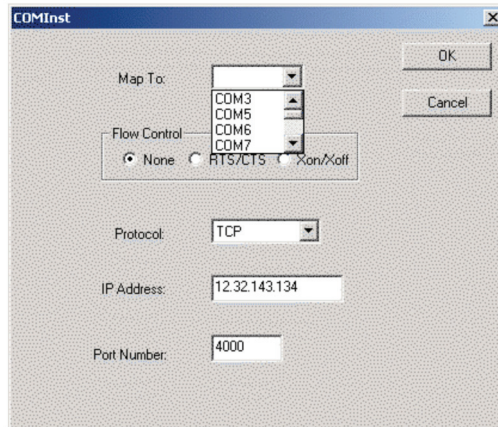 COMInst
OK
Map To:
COM3
COM5
COM6
COM7
Cancel
Flow Control
None RTS/CTS Xon/Xoff
Protocol: TCP
IP Address: 12.32.143.134
Port Number: 4000